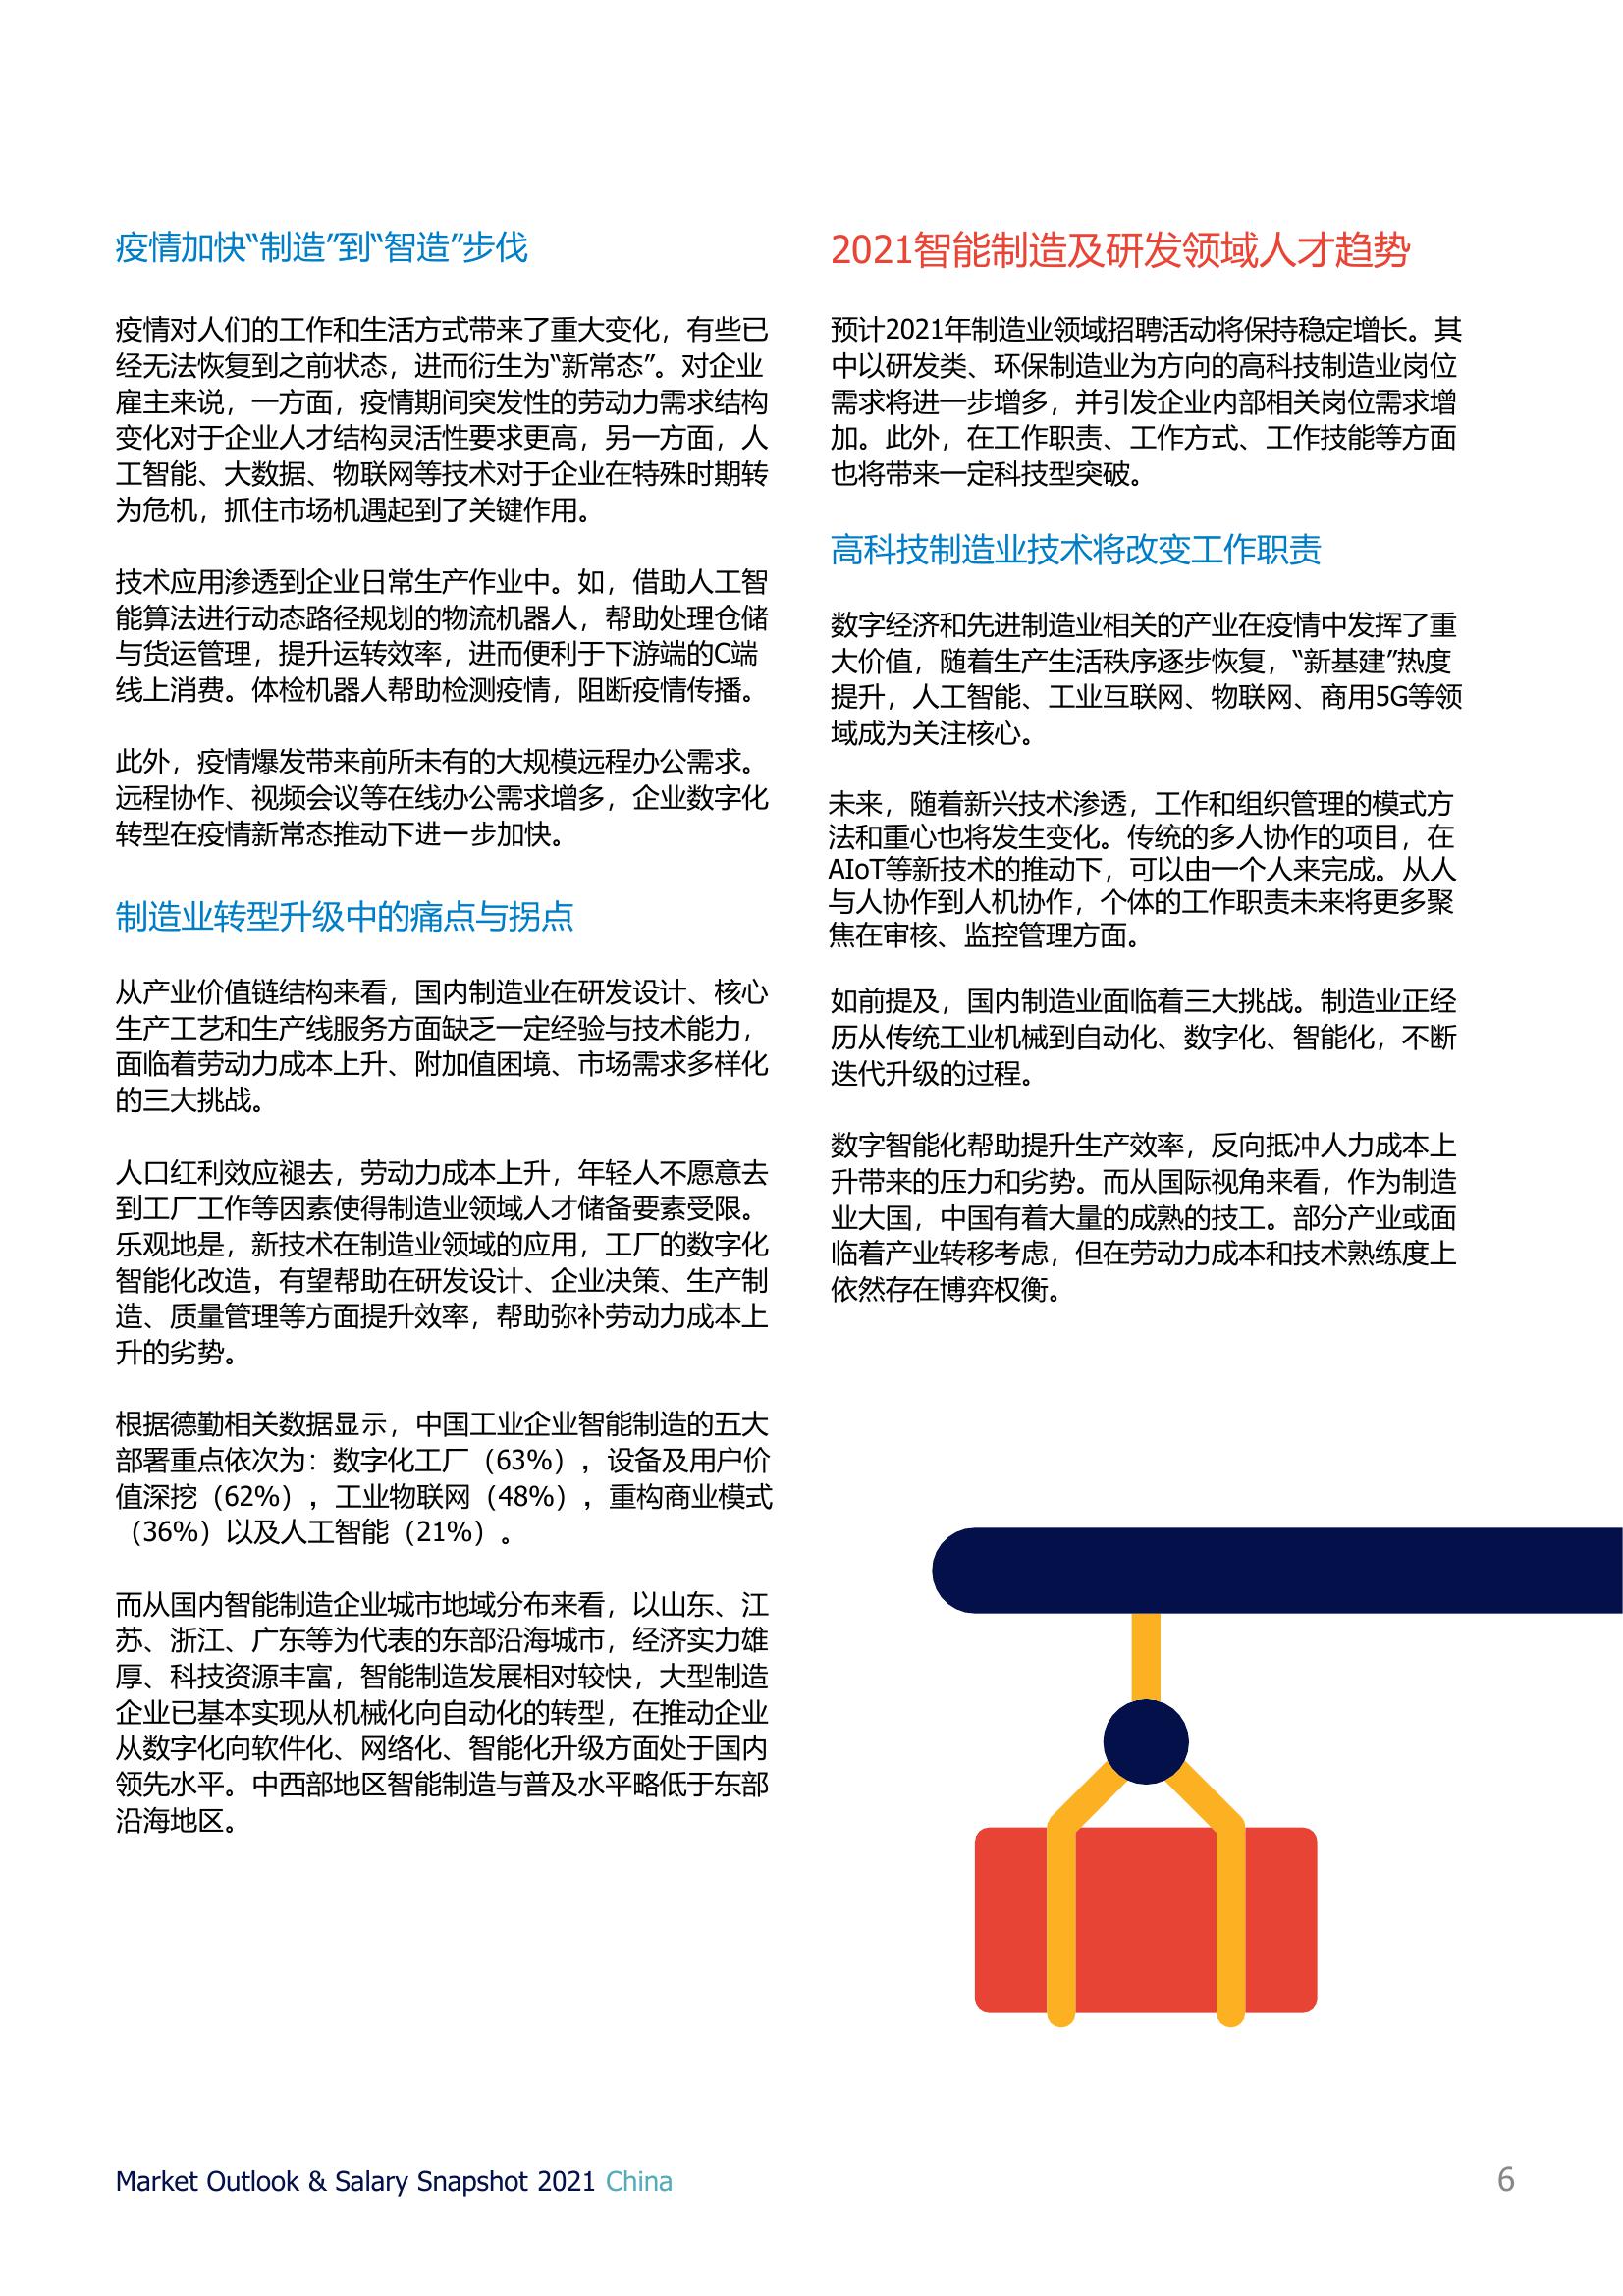 疫情加快“制造”到“智造”步伐
疫情对人们的工作和生活方式带来了重大变化，有些已
经无法恢复到之前状态，进而衍生为“新常态”。对企业
雇主来说，一方面，疫情期间突发性的劳动力需求结构
变化对于企业人才结构灵活性要求更高，另一方面，人
工智能、大数据、物联网等技术对于企业在特殊时期转
为危机，抓住市场机遇起到了关键作用。
技术应用渗透到企业日常生产作业中。如，借助人工智
能算法进行动态路径规划的物流机器人，帮助处理仓储
与货运管理，提升运转效率，进而便利于下游端的C端
线上消费。体检机器人帮助检测疫情，阻断疫情传播。
此外，疫情爆发带来前所未有的大规模远程办公需求。
远程协作、视频会议等在线办公需求增多，企业数字化
转型在疫情新常态推动下进一步加快。
制造业转型升级中的痛点与拐点
从产业价值链结构来看，国内制造业在研发设计、核心
生产工艺和生产线服务方面缺乏一定经验与技术能力，
面临着劳动力成本上升、附加值困境、市场需求多样化
的三大挑战。
人口红利效应褪去，劳动力成本上升，年轻人不愿意去
到工厂工作等因素使得制造业领域人才储备要素受限。
乐观地是，新技术在制造业领域的应用，工厂的数字化
智能化改造，有望帮助在研发设计、企业决策、生产制
造、质量管理等方面提升效率，帮助弥补劳动力成本上
升的劣势。
根据德勤相关数据显示，中国工业企业智能制造的五大
部署重点依次为：数字化工厂（63%），设备及用户价
值深挖（62%），工业物联网（48%），重构商业模式
（36%）以及人工智能（21%）。
而从国内智能制造企业城市地域分布来看，以山东、江
苏、浙江、广东等为代表的东部沿海城市，经济实力雄
厚、科技资源丰富，智能制造发展相对较快，大型制造
企业已基本实现从机械化向自动化的转型，在推动企业
从数字化向软件化、网络化、智能化升级方面处于国内
领先水平。中西部地区智能制造与普及水平略低于东部
沿海地区。
2021智能制造及研发领域人才趋势
预计2021年制造业领域招聘活动将保持稳定增长。其
中以研发类、环保制造业为方向的高科技制造业岗位
需求将进一步增多，并引发企业内部相关岗位需求增
加。此外，在工作职责、工作方式、工作技能等方面
也将带来一定科技型突破。
高科技制造业技术将改变工作职责
数字经济和先进制造业相关的产业在疫情中发挥了重
大价值，随着生产生活秩序逐步恢复，“新基建”热度
提升，人工智能、工业互联网、物联网、商用5G等领
域成为关注核心。
未来，随着新兴技术渗透，工作和组织管理的模式方
法和重心也将发生变化。传统的多人协作的项目，在
AIoT等新技术的推动下，可以由一个人来完成。从人
与人协作到人机协作，个体的工作职责未来将更多聚
焦在审核、监控管理方面。
如前提及，国内制造业面临着三大挑战。制造业正经
历从传统工业机械到自动化、数字化、智能化，不断
迭代升级的过程。
数字智能化帮助提升生产效率，反向抵冲人力成本上
升带来的压力和劣势。而从国际视角来看，作为制造
业大国，中国有着大量的成熟的技工。部分产业或面
临着产业转移考虑，但在劳动力成本和技术熟练度上
依然存在博弈权衡。
Market Outlook & Salary Snapshot 2021 China
6